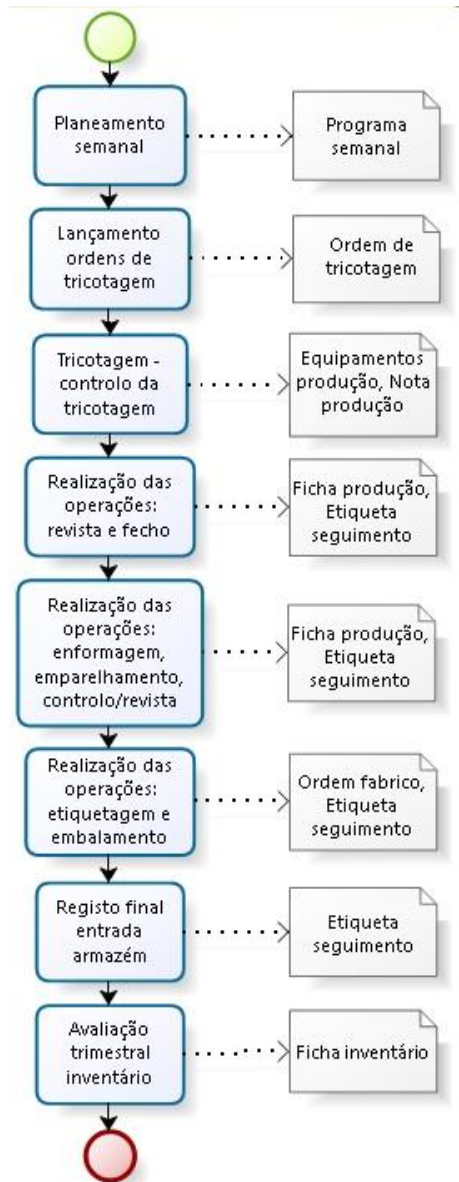 Planeamento
semanal
Programa
semanal
Lançamento
ordens de
tricotagem
Ordem de
tricotagem
Tricotagem -
controlo da
tricotagem
Equipamentos
produção, Nota
produção
Realização das
operações:
revista e fecho
Ficha produção,
Etiqueta
seguimento
Realização das
operações:
enformagem,
emparelhamento,
controlo/revista
Ficha produção,
Etiqueta
seguimento
Realização das
operações:
etiquetagem e
embalamento
Ordem fabrico,
Etiqueta
seguimento
Registo final
entrada
armazém
Etiqueta
seguimento
Avaliação
trimestral
inventário
Ficha inventário